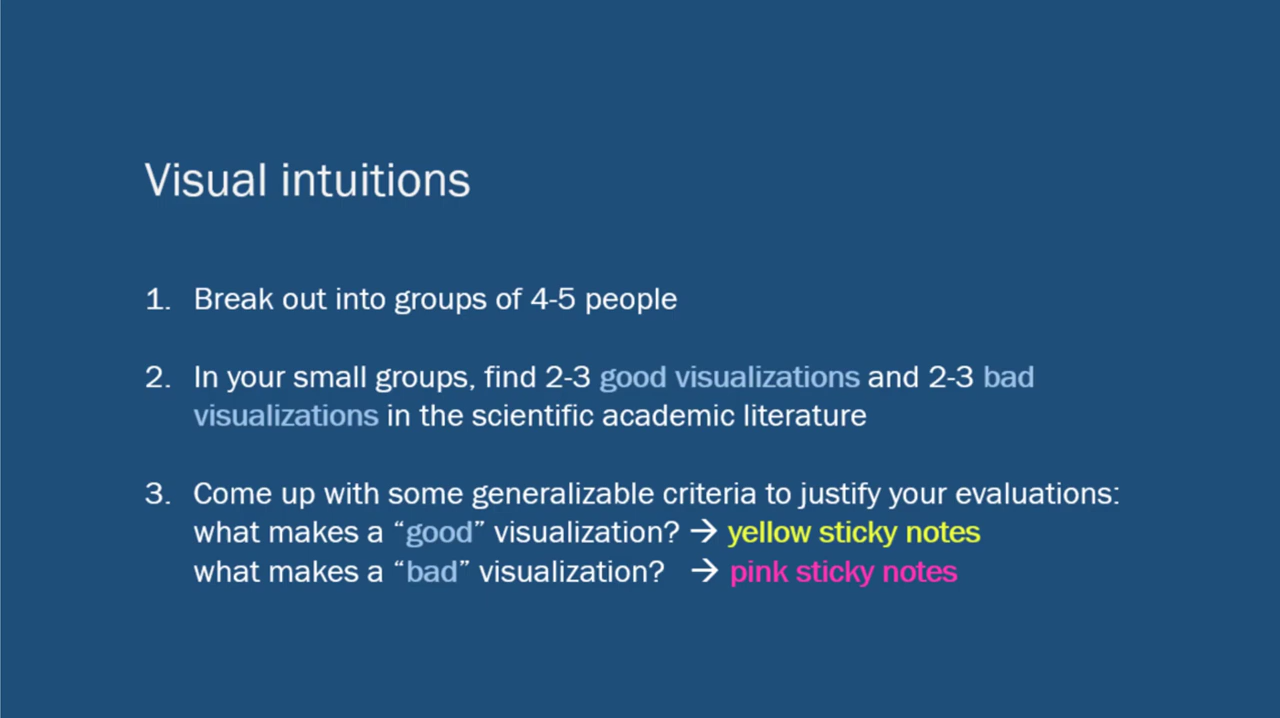 Visual intuitions
1. Break out into groups of 4-5 people
2. In your small groups, find 2-3 good visualizations and 2-3 bad
visualizations in the scientific academic literature
3. Come up with some generalizable criteria to justify your evaluations:
what makes a “good” visualization? → yellow sticky notes
what makes a “bad” visualization? → pink sticky notes